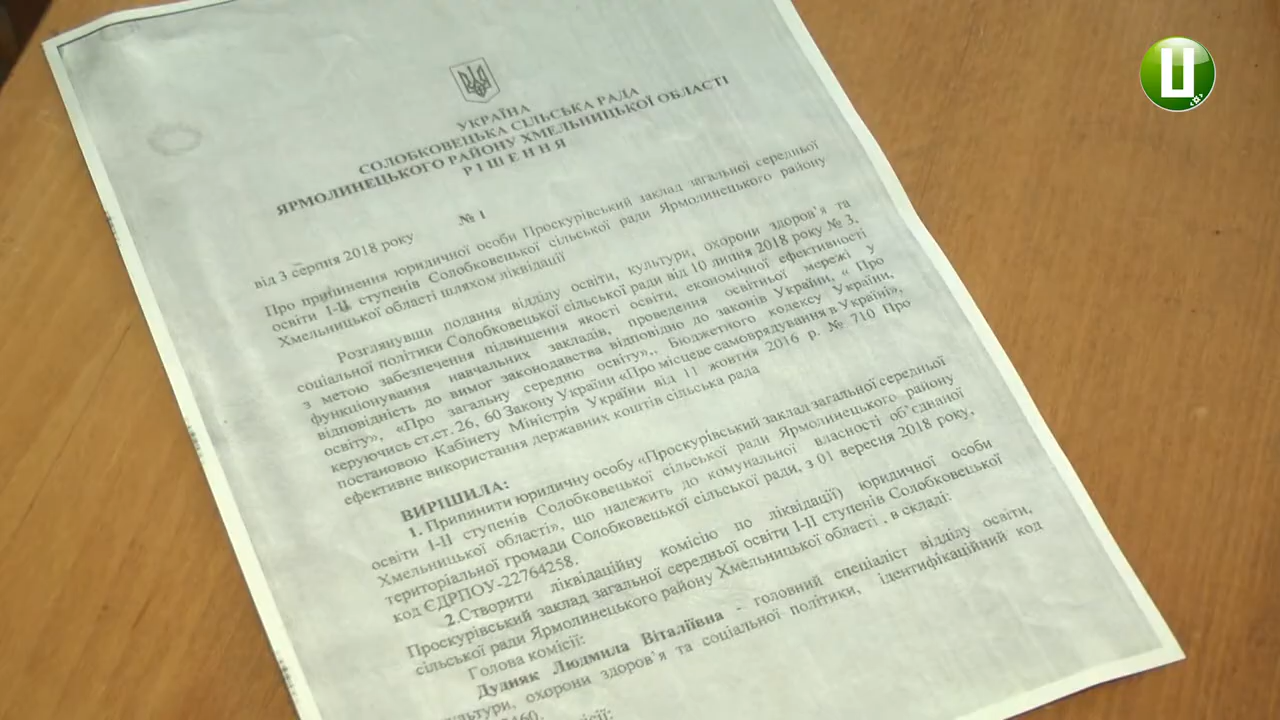 УКРАЇНА
СОЛОБКОВЕЦЬКА СІЛЬСЬКА РАДА
ЯРМОЛИНЕЦЬКОГО РАЙОНУ ХМЕЛЬНИЦЬКОЇ ОБЛАСТІ
Р І Ш Е Н Н Я
№ 1
від 3 серпня 2018 року
Про припинення юридичної особи Проскурівський заклад загальної середньої
освіти І-ІІ ступенів Солобковецької сільської ради Ярмолинецького району
Хмельницької області шляхом ліквідації
Розглянувши подання відділу освіти, культури, охорони здоров'я та
соціальної політики Солобковецької сільської ради від 10 липня 2018 року № 3,
з метою забезпечення підвищення якості освіти, економічної ефективності
функціонування навчальних закладів, проведення освітньої мережі у
відповідність до вимог законодавства відповідно до законів України, « Про
освіту», «Про загальну середню освіту»,, Бюджетного кодексу України,
керуючись ст.ст. 26, 60 Закону України «Про місцеве самоврядування в Україні»,
постановою Кабінету Міністрів України від 11 жовтня 2016 р. № 710 Про
ефективне використання державних коштів сільська рада
ВИРІШИЛА:
1. Припинити юридичну особу «Проскурівський заклад загальної середньої
освіти І-ІІ ступенів Солобковецької сільської ради Ярмолинецького району
Хмельницької області», що належить до комунальної власності об'єднаної
територіальної громади Солобковецької сільської ради, з 01 вересня 2018 року,
код ЄДРПОУ-22764258.
2.Створити ліквідаційну комісію по ліквідації) юридичної особи
Проскурівський заклад загальної середньої освіти І-ІІ ступенів Солобковецької
сільської ради Ярмолинецького району Хмельницької області , в складі:
Голова комісії:
Дудняк Людмила Віталіївна - головний спеціаліст відділу освіти,
культури, охорони здоров'я та соціальної політики, ідентифікаційний код
комісії:
Ц